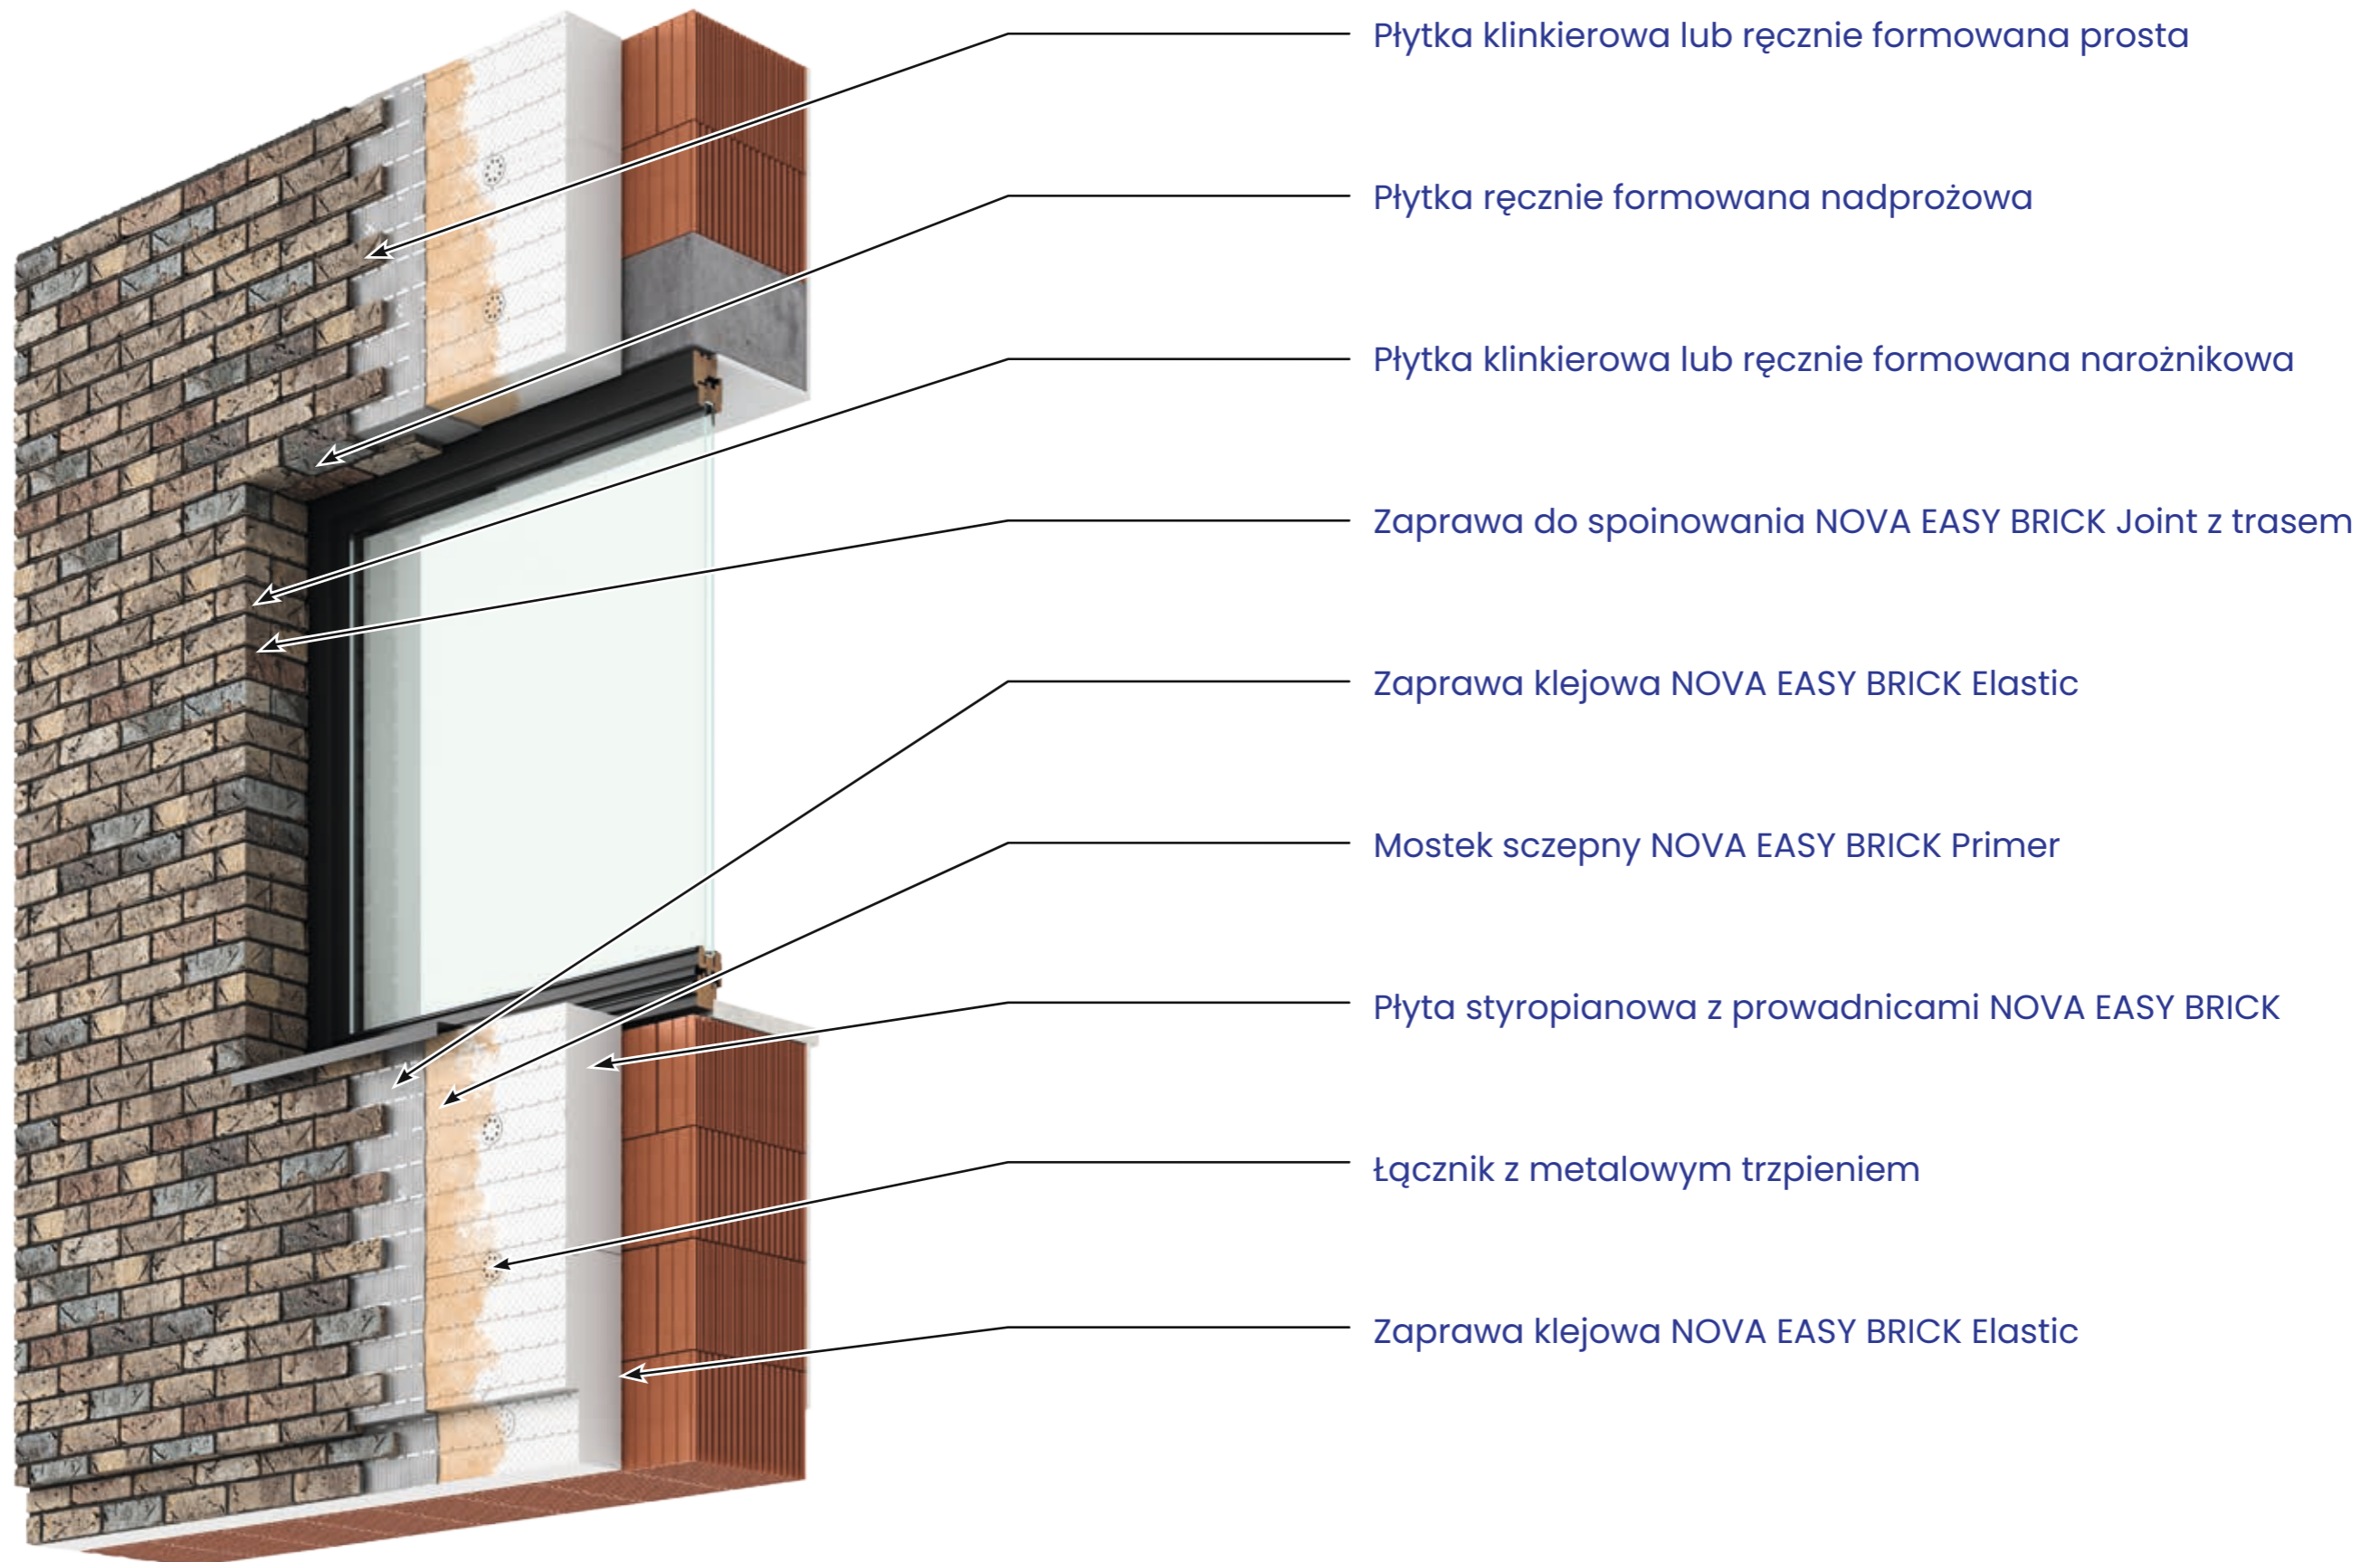 Płytka klinkierowa lub ręcznie formowana prosta
Płytka ręcznie formowana nadprożowa
Płytka klinkierowa lub ręcznie formowana narożnikowa
Zaprawa do spoinowania NOVA EASY BRICK Joint z trasem
Zaprawa klejowa NOVA EASY BRICK Elastic
Mostek sczepny NOVA EASY BRICK Primer
Płyta styropianowa z prowadnicami NOVA EASY BRICK
Łącznik z metalowym trzpieniem
Zaprawa klejowa NOVA EASY BRICK Elastic